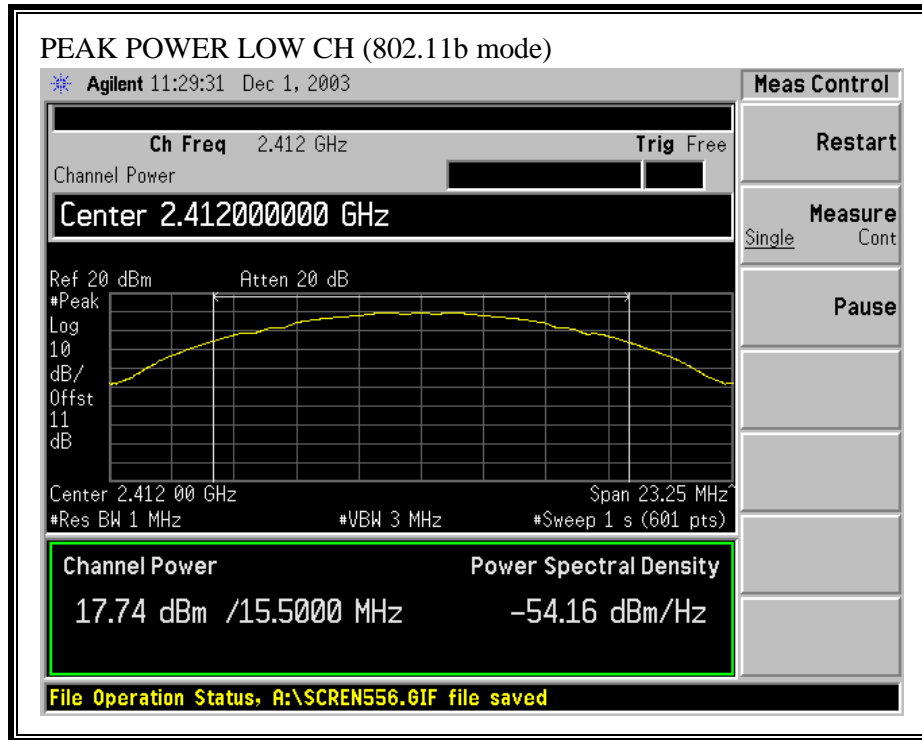 PEAK POWER LOW CH (802.11b mode)
Agilent 11:29:31 Dec 1, 2003
Meas Control
Ch Freq 2.412 GHz Trig Free
Channel Power
Restart
Center 2.412000000 GHz
Measure
Single Cont
Ref 20 dBm Atten 20 dB
#Peak
Log
10
dB/
Offst
11
dB
Pause
Center 2.412 00 GHz Span 23.25 MHz^
#Res BW 1 MHz #VBW 3 MHz #Sweep 1 s (601 pts)
Channel Power Power Spectral Density
17.74 dBm /15.5000 MHz -54.16 dBm/Hz
File Operation Status, A:\SCREN556.GIF file saved